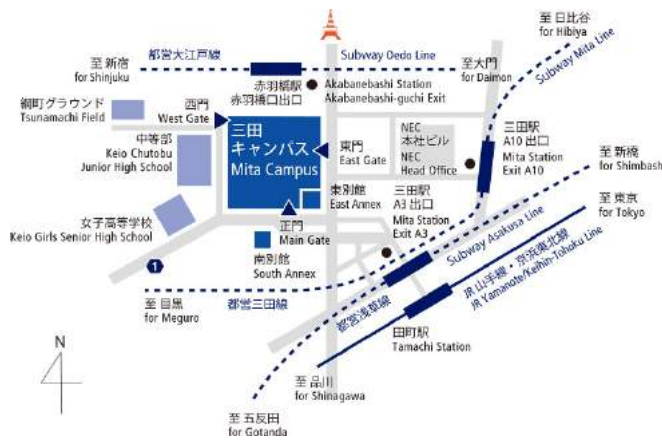 至 日比谷
for Hibiya
都営大江戸線
Subway Oedo Line
至 新宿
for Shinjuku
至 大門
for Daimon
Subway Mita Line
赤羽橋駅
赤羽橋口出口
Akabanebashi Station
Akabanebashi-guchi Exit
綱町グラウンド
Tsunamachi Field
西門
West Gate
三田
キャンパス
Mita Campus
東門
East Gate
NEC
本社ビル
NEC
Head Office
三田駅
A10 出口
Mita Station
Exit A10
至 新橋
for Shimbash
中等部
Keio Chutobu
Junior High School
東別館
East Annex
三田駅
A3 出口
Mita Station
Exit A3
至 東京
for Tokyo
女子高等学校
Keio Girls Senior High School
正門
Main Gate
南別館
South Annex
Subway Asakusa Line
JR 山手線・京浜東北線
JR Yamanote/Keihin-Tohoku Line
1
至 目黒
for Meguro
都営三田線
都営浅草線
田町駅
Tamachi Station
N
至 品川
for Shinagawa
至 五反田
for Gotanda